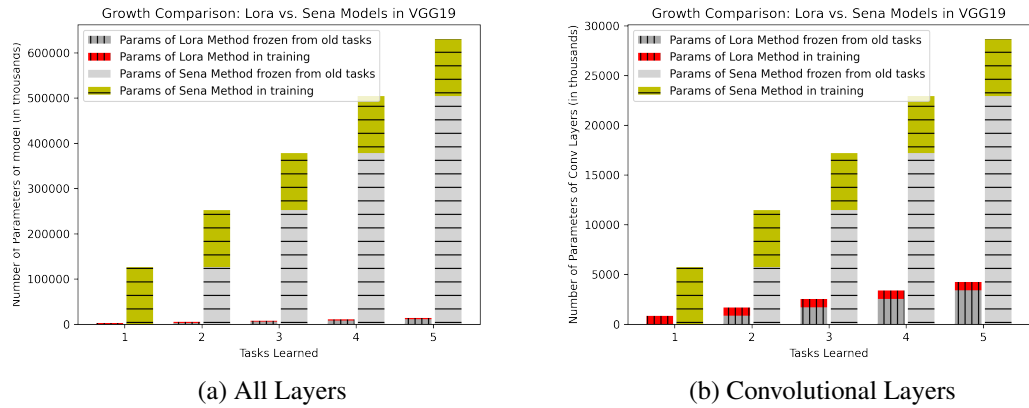 Growth Comparison: Lora vs. Sena Models in VGG19
Number of Parameters of model (in thousands)
600000
500000
400000
300000
200000
100000
0
Params of Lora Method frozen from old tasks
Params of Lora Method in training
Params of Sena Method frozen from old tasks
Params of Sena Method in training
1 2 3 4 5
Tasks Learned
(a) All Layers
Growth Comparison: Lora vs. Sena Models in VGG19
Number of Parameters of Conv Layers (in thousands)
30000
25000
20000
15000
10000
5000
0
Params of Lora Method frozen from old tasks
Params of Lora Method in training
Params of Sena Method frozen from old tasks
Params of Sena Method in training
1 2 3 4 5
Tasks Learned
(b) Convolutional Layers